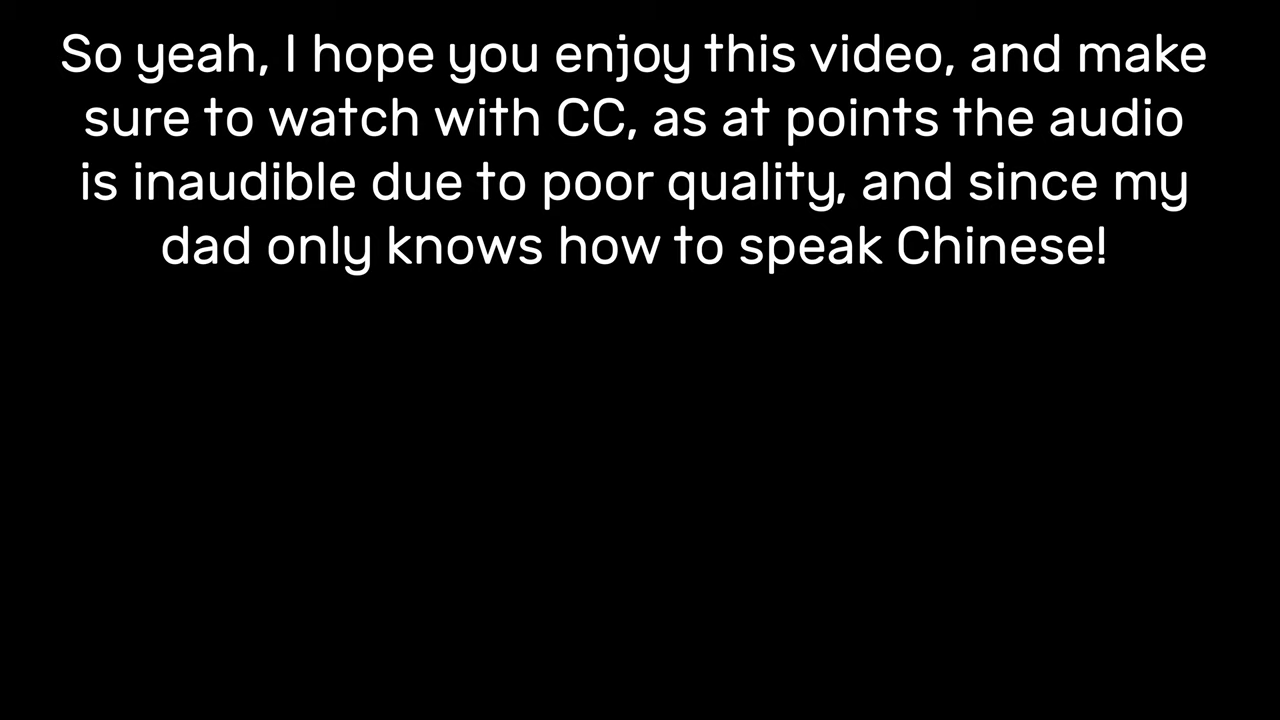 So yeah, I hope you enjoy this video, and make
sure to watch with CC, as at points the audio
is inaudible due to poor quality, and since my
dad only knows how to speak Chinese!